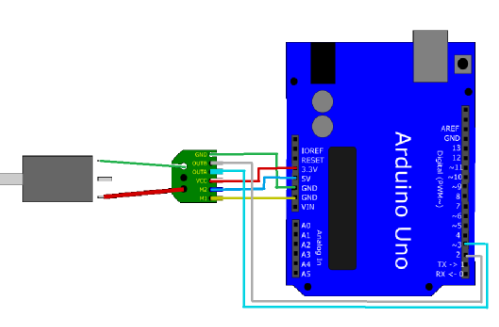 GND
OUTA
OUTB
VCC
M2
M1
IOREF
RESET
3.3V
5V
GND
GND
VIN
A0
A1
A2
A3
A4
A5
Analog In
Arduino Uno
Digital (PWM~)
AREF
GND
13
12
~11
~10
~9
8
7
~6
~5
4
~3
2
TX -> 1
RX <- 0